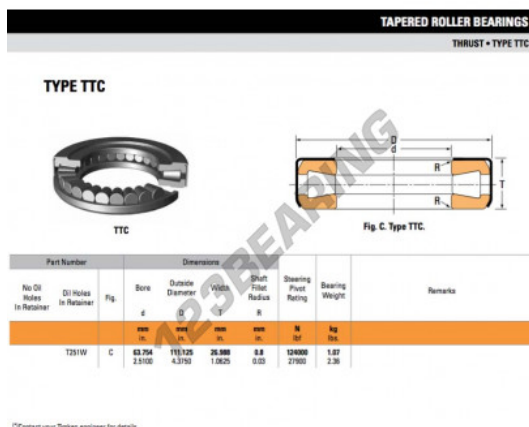 TAPERED ROLLER BEARINGS
THRUST • TYPE TTC
TYPE TTC
TTC
D
d
R
T
R
Fig. C. Type TTC.
123BEARING
Part Number Dimensions
No Oil Holes In Retainer Oil Holes In Retainer Fig. Bore Outside Diameter Width Shaft Fillet Radius Steering Pivot Rating Bearing Weight Remarks
d D T R
mm mm mm mm N kg
in. in. in. in. lbf lbs.
T251W C 63.754 111.125 26.988 0.8 124000 1.07
2.5100 4.3750 1.0625 0.03 27900 2.36